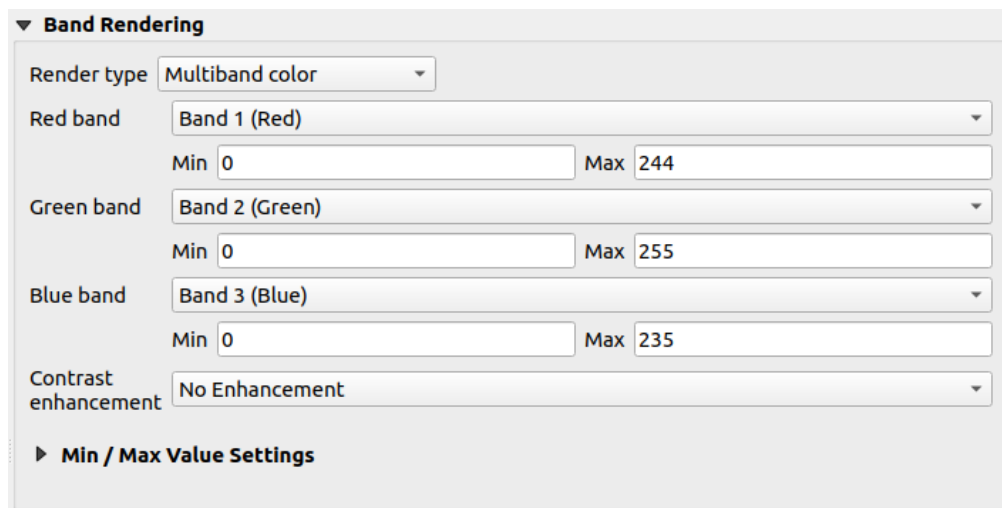 Band Rendering
Render type Multiband color
Red band Band 1 (Red)
Min 0 Max 244
Green band Band 2 (Green)
Min 0 Max 255
Blue band Band 3 (Blue)
Min 0 Max 235
Contrast
enhancement No Enhancement
Min / Max Value Settings